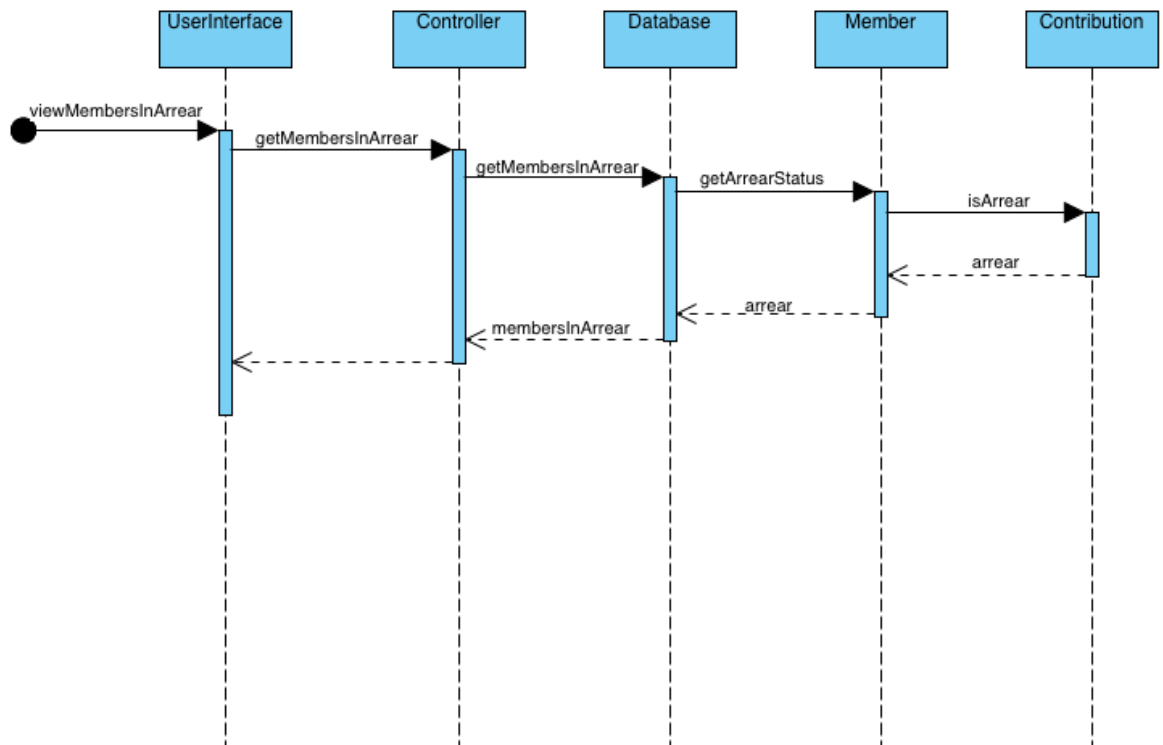 UserInterface
Controller
Database
Member
Contribution
viewMembersInArrear
getMembersInArrear
getMembersInArrear
getArrearStatus
isArrear
arrear
arrear
membersInArrear